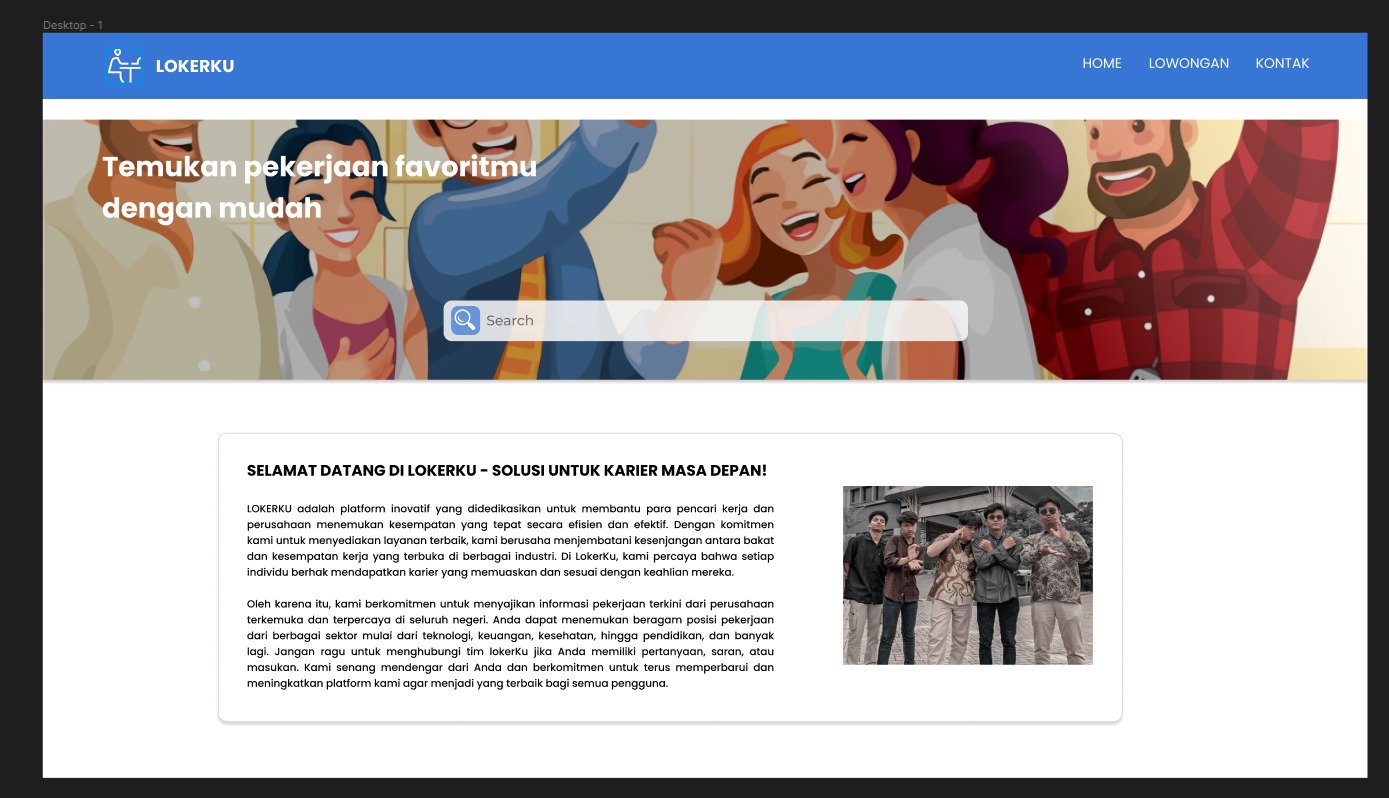 Desktop - 1
LOKERKU
HOME LOWONGAN KONTAK
Temukan pekerjaan favoritmu
dengan mudah
Search
SELAMAT DATANG DI LOKERKU - SOLUSI UNTUK KARIER MASA DEPAN!
LOKERKU adalah platform inovatif yang didedikasikan untuk membantu para pencari kerja dan
perusahaan menemukan kesempatan yang tepat secara efisien dan efektif. Dengan komitmen
kami untuk menyediakan layanan terbaik, kami berusaha menjembatani kesenjangan antara bakat
dan kesempatan kerja yang terbuka di berbagai industri. Di LokerKu, kami percaya bahwa setiap
individu berhak mendapatkan karier yang memuaskan dan sesuai dengan keahlian mereka.
Oleh karena itu, kami berkomitmen untuk menyajikan informasi pekerjaan terkini dari perusahaan
terkemuka dan terpercaya di seluruh negeri. Anda dapat menemukan beragam posisi pekerjaan
dari berbagai sektor mulai dari teknologi, keuangan, kesehatan, hingga pendidikan, dan banyak
lagi. Jangan ragu untuk menghubungi tim lokerKu jika Anda memiliki pertanyaan, saran, atau
masukan. Kami senang mendengar dari Anda dan berkomitmen untuk terus memperbarui dan
meningkatkan platform kami agar menjadi yang terbaik bagi semua pengguna.